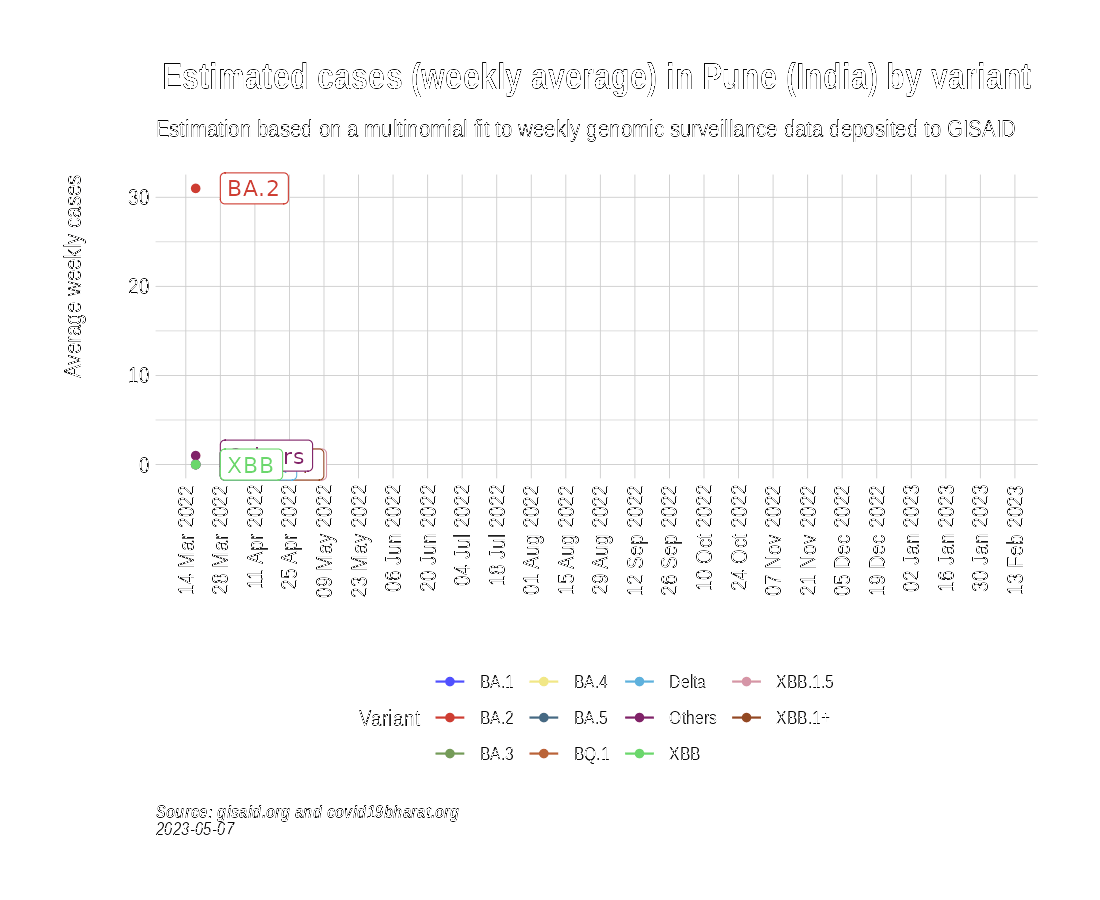 Estimated cases (weekly average) in Pune (India) by variant
Estimation based on a multinomial fit to weekly genomic surveillance data deposited to GISAID
Average weekly cases
30
20
10
0
BA.2
XBB
14 Mar 2022
28 Mar 2022
11 Apr 2022
25 Apr 2022
09 May 2022
23 May 2022
06 Jun 2022
20 Jun 2022
04 Jul 2022
18 Jul 2022
01 Aug 2022
15 Aug 2022
29 Aug 2022
12 Sep 2022
26 Sep 2022
10 Oct 2022
24 Oct 2022
07 Nov 2022
21 Nov 2022
05 Dec 2022
19 Dec 2022
02 Jan 2023
16 Jan 2023
30 Jan 2023
13 Feb 2023
Variant
BA.1 BA.4 Delta XBB.1.5
BA.2 BA.5 Others XBB.1+
BA.3 BQ.1 XBB
Source: gisaid.org and covid19bharat.org
2023-05-07